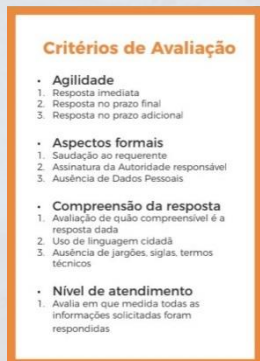 Critérios de Avaliação
• Agilidade
1. Resposta imediata
2. Resposta no prazo final
3. Resposta no prazo adicional
• Aspectos formais
1. Saudação ao requerente
2. Assinatura da Autoridade responsável
3. Ausência de Dados Pessoais
• Compreensão da resposta
1. Avaliação de quão compreensível é a
resposta dada
2. Uso de linguagem cidadã
3. Ausência de jargões, siglas, termos
técnicos
• Nível de atendimento
1. Avalia em que medida todas as
informações solicitadas foram
respondidas